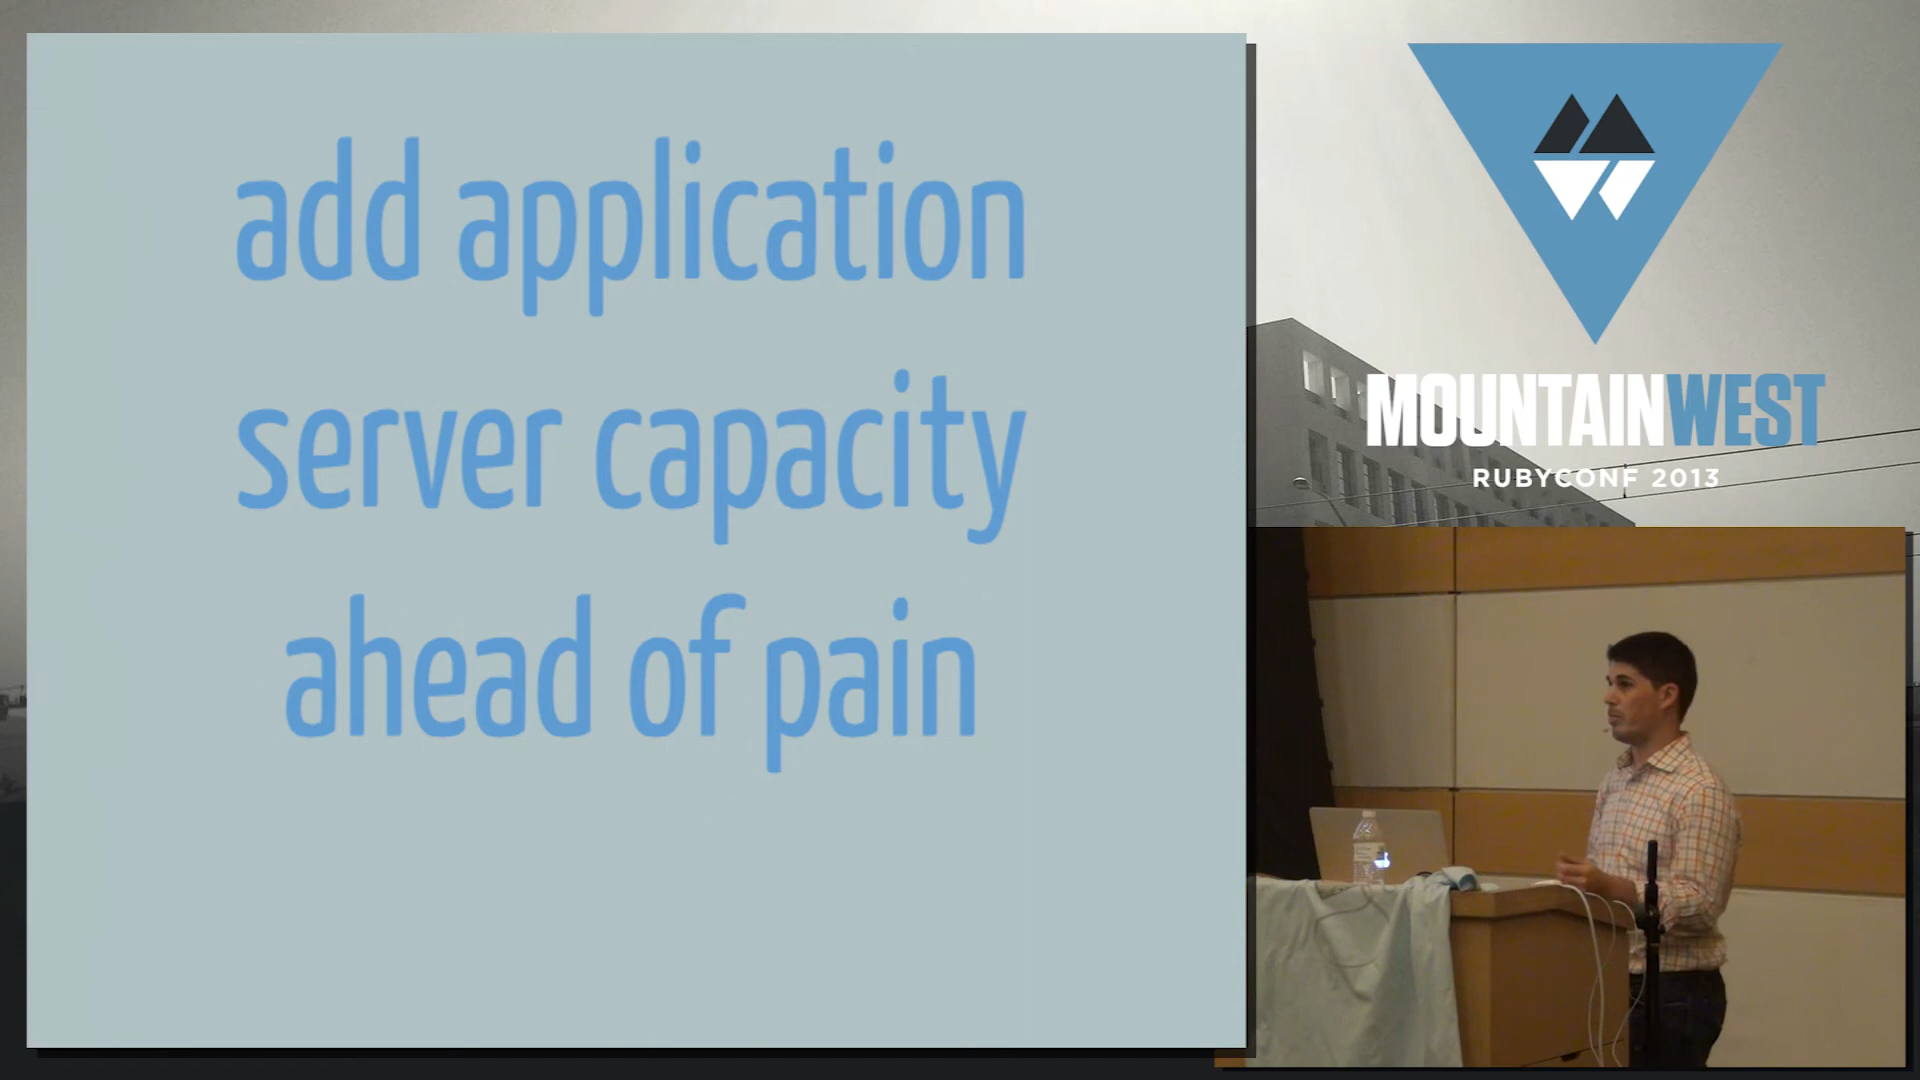 add application
server capacity
ahead of pain
MOUNTAINWEST
RUBYCONF 2013